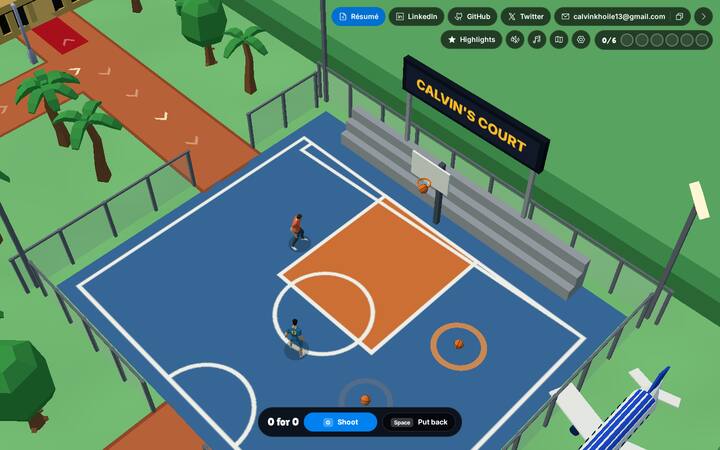 Résumé
LinkedIn
GitHub
Twitter
calvinkhoile13@gmail.com
Highlights
0/6
CALVIN'S COURT
0 for 0
Shoot
Space
Put back